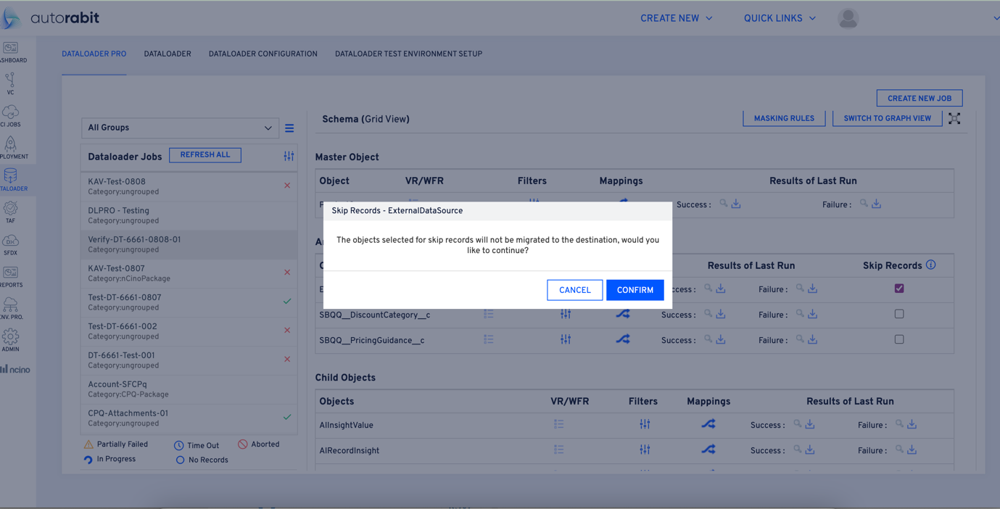 autorabit
CREATE NEW
QUICK LINKS
DATALOADER PRO
DATALOADER
DATALOADER CONFIGURATION
DATALOADER TEST ENVIRONMENT SETUP
ASHBOARD
VC
CI JOBS
PLOYMENT
TALOADER
TAF
SFDX
REPORTS
ENV. PRO.
ADMIN
ncino
CREATE NEW JOB
All Groups
Dataloader Jobs
REFRESH ALL
KAV-Test-0808
Category:ungrouped
DLPRO - Testing
Category:ungrouped
Verify-DT-6661-0808-01
Category:ungrouped
KAV-Test-0807
Category:nCinoPackage
Test-DT-6661-0807
Category:ungrouped
Test-DT-6661-002
Category:ungrouped
DT-6661-Test-001
Category:ungrouped
Account-SFCPq
Category:CPQ-Package
CPQ-Attachments-01
Category:ungrouped
Partially Failed
Time Out
Aborted
In Progress
No Records
Schema (Grid View)
MASKING RULES
SWITCH TO GRAPH VIEW
Master Object
Object VR/WFR Filters Mappings Results of Last Run
Success : Failure :
Skip Records - ExternalDataSource
The objects selected for skip records will not be migrated to the destination, would you
like to continue?
CANCEL
CONFIRM
Results of Last Run Skip Records
ccess : Failure :
SBQQ__DiscountCategory__c Success : Failure :
SBQQ__PricingGuidance__c Success : Failure :
Child Objects
Objects VR/WFR Filters Mappings Results of Last Run
AIInsightValue Success : Failure :
AIRecordInsight Success : Failure :